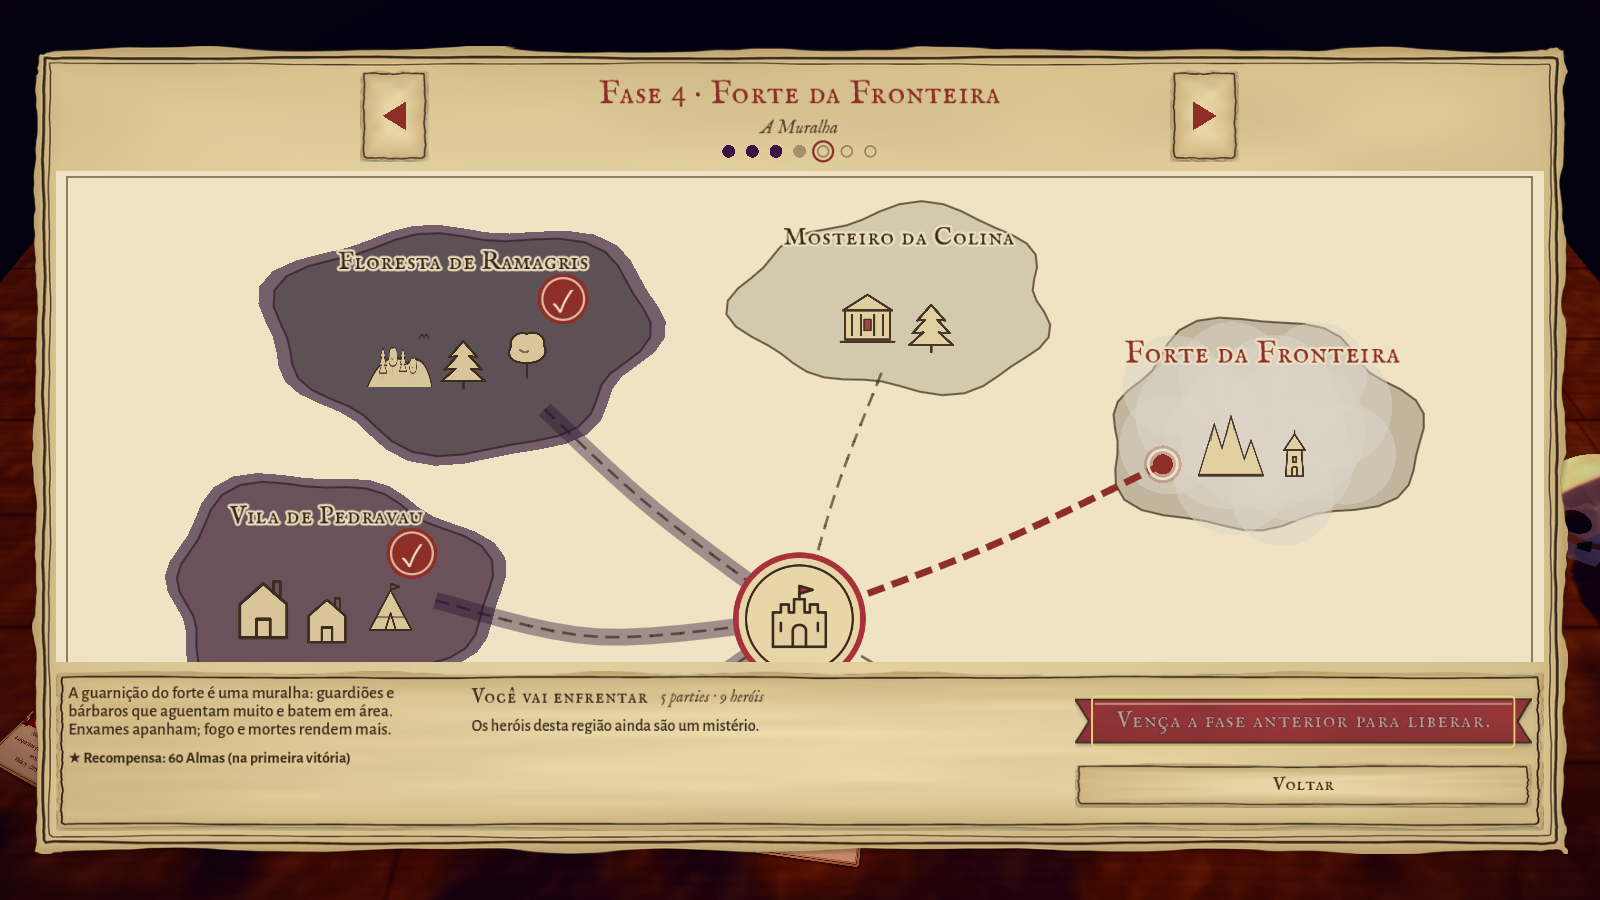 Fase 4 · Forte da Fronteira
A Muralha
Mosteiro da Colina
Floresta de Ramagris
Forte da Fronteira
Vila de Pedravau
A guarnição do forte é uma muralha: guardiões e
bárbaros que aguentam muito e batem em área.
Enxames apanham; fogo e mortes rendem mais.
★ Recompensa: 60 Almas (na primeira vitória)
Você vai enfrentar 5 parties · 9 heróis
Os heróis desta região ainda são um mistério.
Vença a fase anterior para liberar.
Voltar